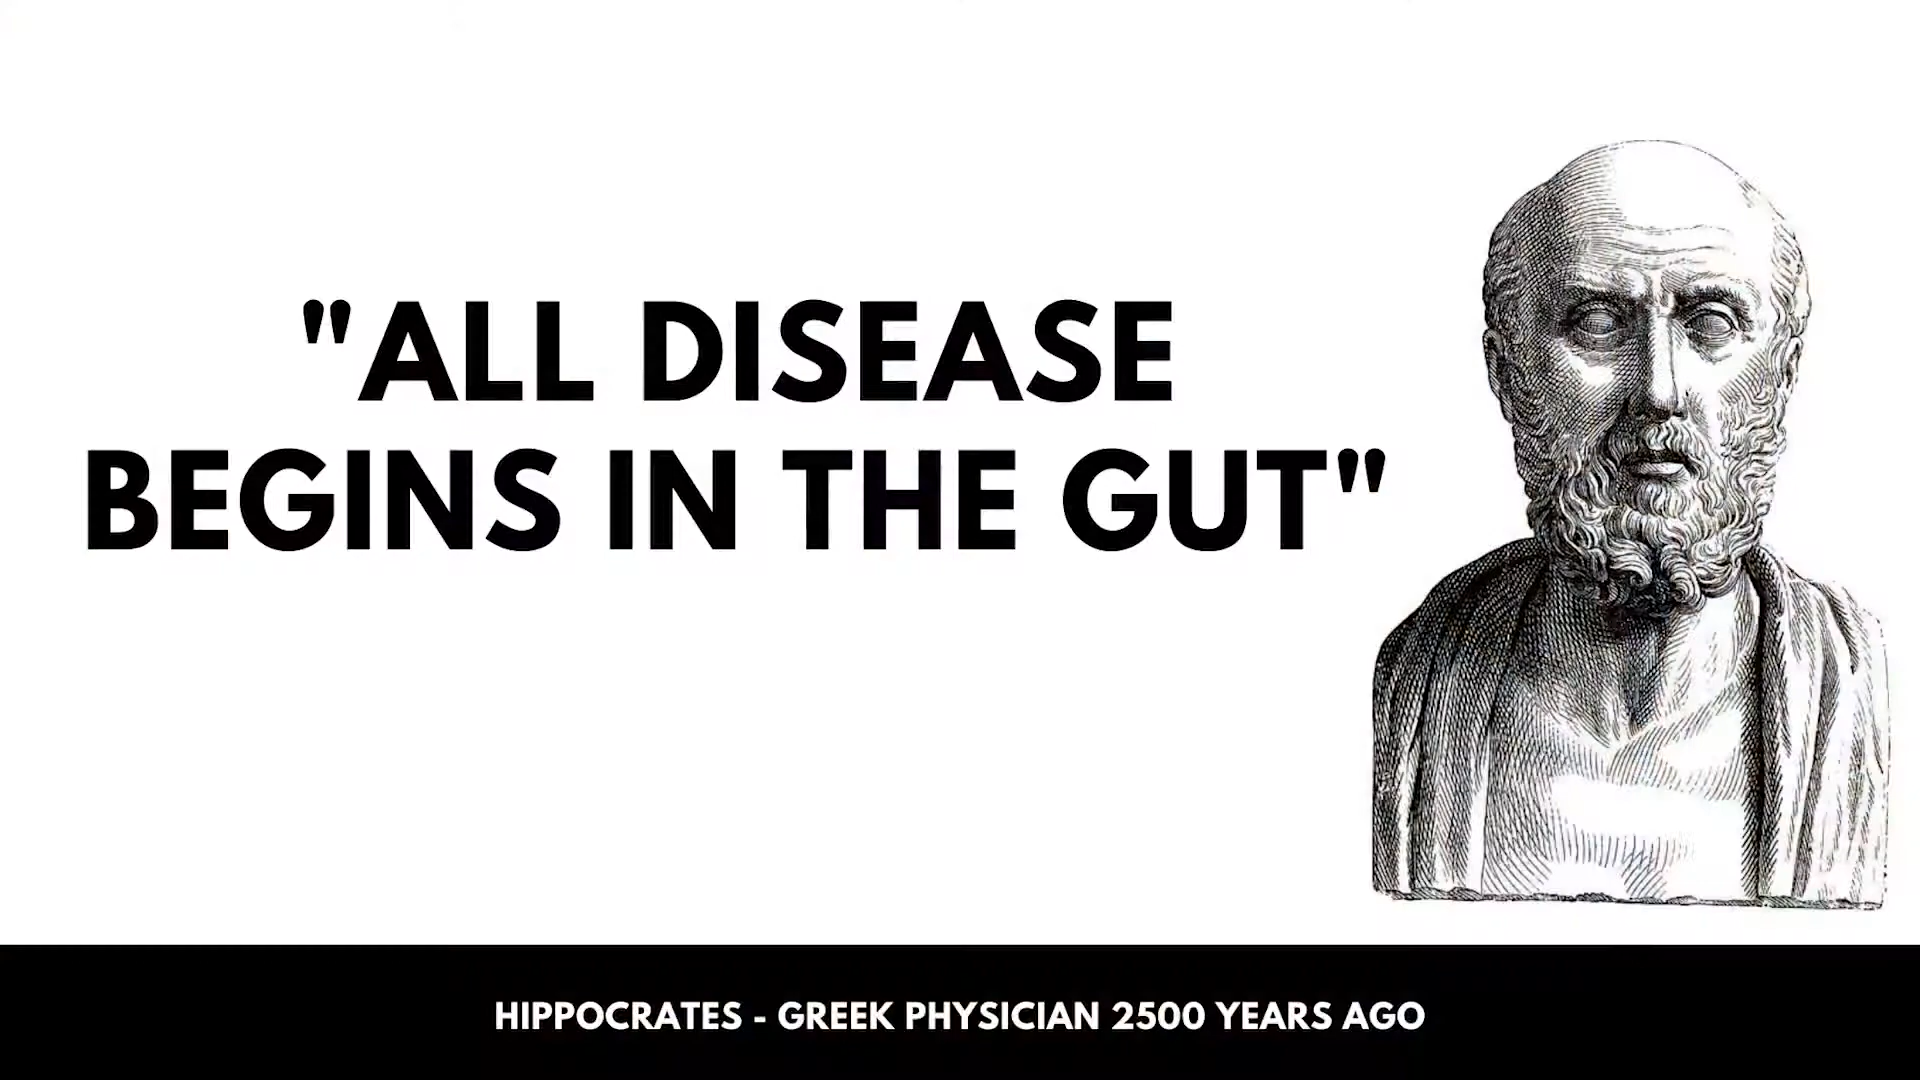 "ALL DISEASE
BEGINS IN THE GUT"
HIPPOCRATES - GREEK PHYSICIAN 2500 YEARS AGO